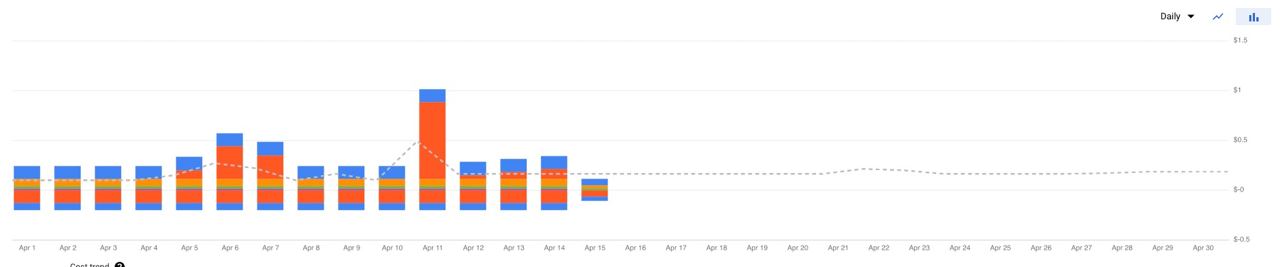 Daily
$1.5
$1
$0.5
$-0
$-0.5
Apr 1 Apr 2 Apr 3 Apr 4 Apr 5 Apr 6 Apr 7 Apr 8 Apr 9 Apr 10 Apr 11 Apr 12 Apr 13 Apr 14 Apr 15 Apr 16 Apr 17 Apr 18 Apr 19 Apr 20 Apr 21 Apr 22 Apr 23 Apr 24 Apr 25 Apr 26 Apr 27 Apr 28 Apr 29 Apr 30
Cost trend ?